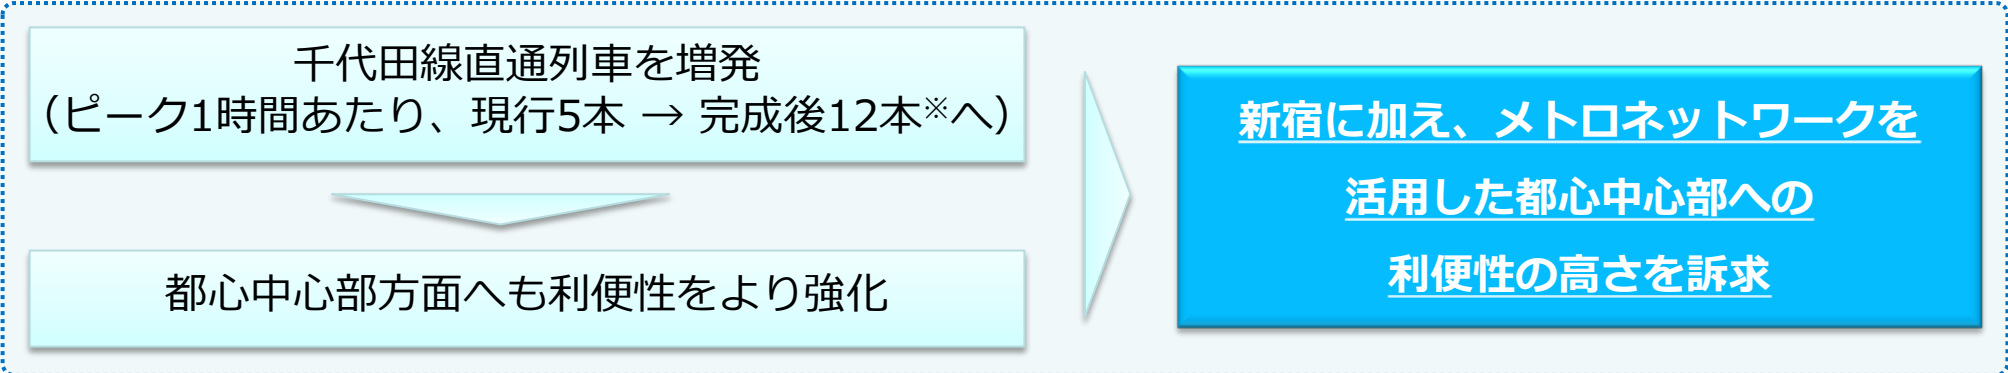 千代田線直通列車を増発
（ピーク1時間あたり、現行5本 → 完成後12本※へ）
都心中心部方面へも利便性をより強化
新宿に加え、メトロネットワークを
活用した都心中心部への
利便性の高さを訴求